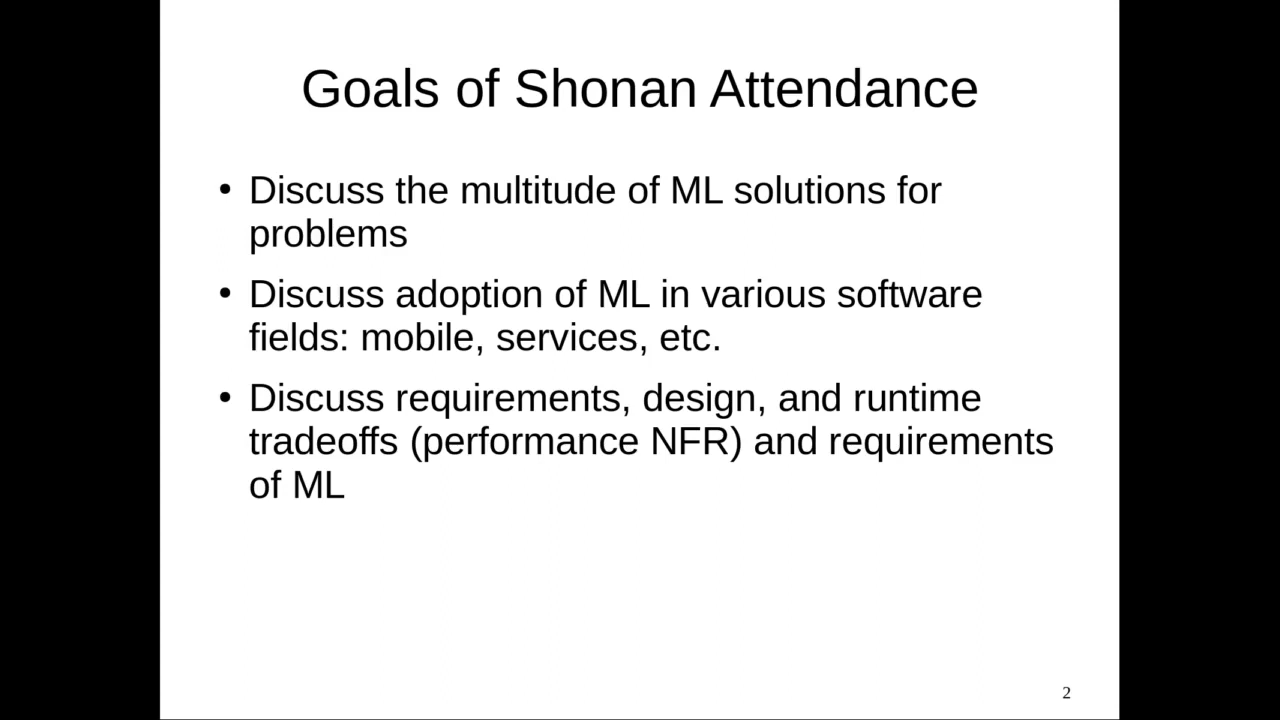 Goals of Shonan Attendance
• Discuss the multitude of ML solutions for
problems
• Discuss adoption of ML in various software
fields: mobile, services, etc.
• Discuss requirements, design, and runtime
tradeoffs (performance NFR) and requirements
of ML
2